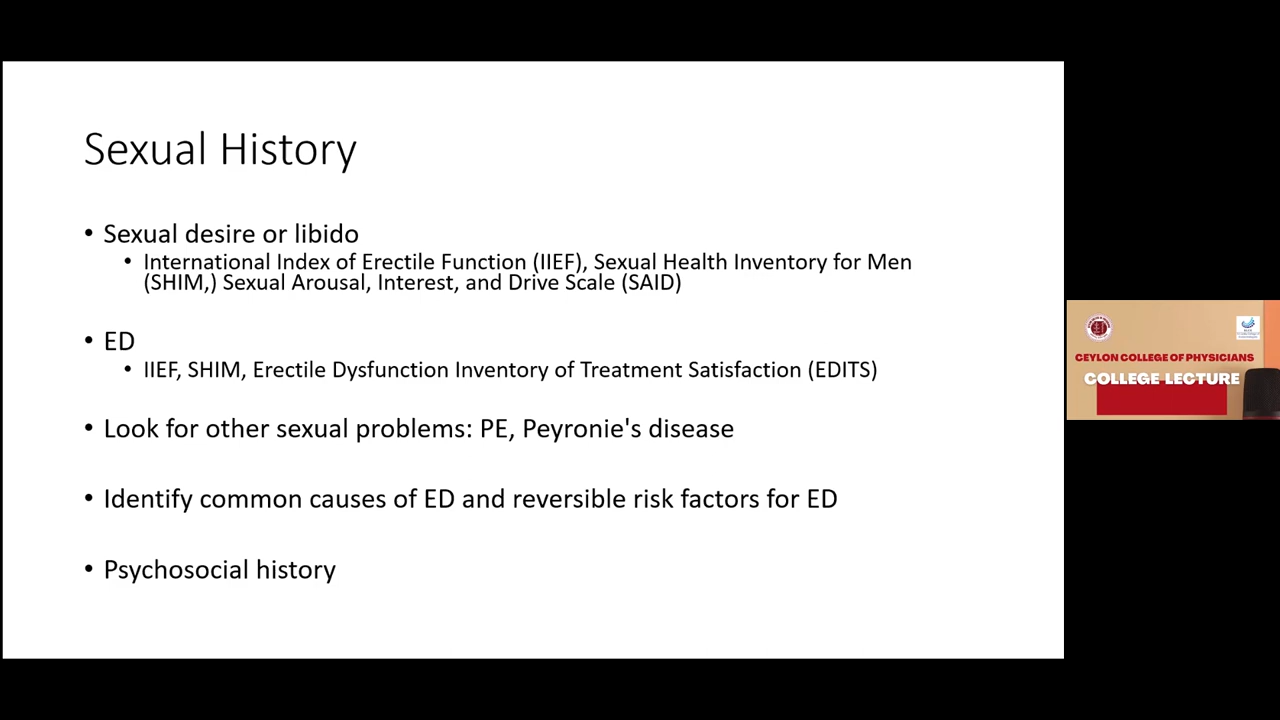 Sexual History
• Sexual desire or libido
• International Index of Erectile Function (IIEF), Sexual Health Inventory for Men
(SHIM,) Sexual Arousal, Interest, and Drive Scale (SAID)
• ED
• IIEF, SHIM, Erectile Dysfunction Inventory of Treatment Satisfaction (EDITS)
• Look for other sexual problems: PE, Peyronie's disease
• Identify common causes of ED and reversible risk factors for ED
• Psychosocial history
CEYLON COLLEGE OF PHYSICIANS
COLLEGE LECTURE